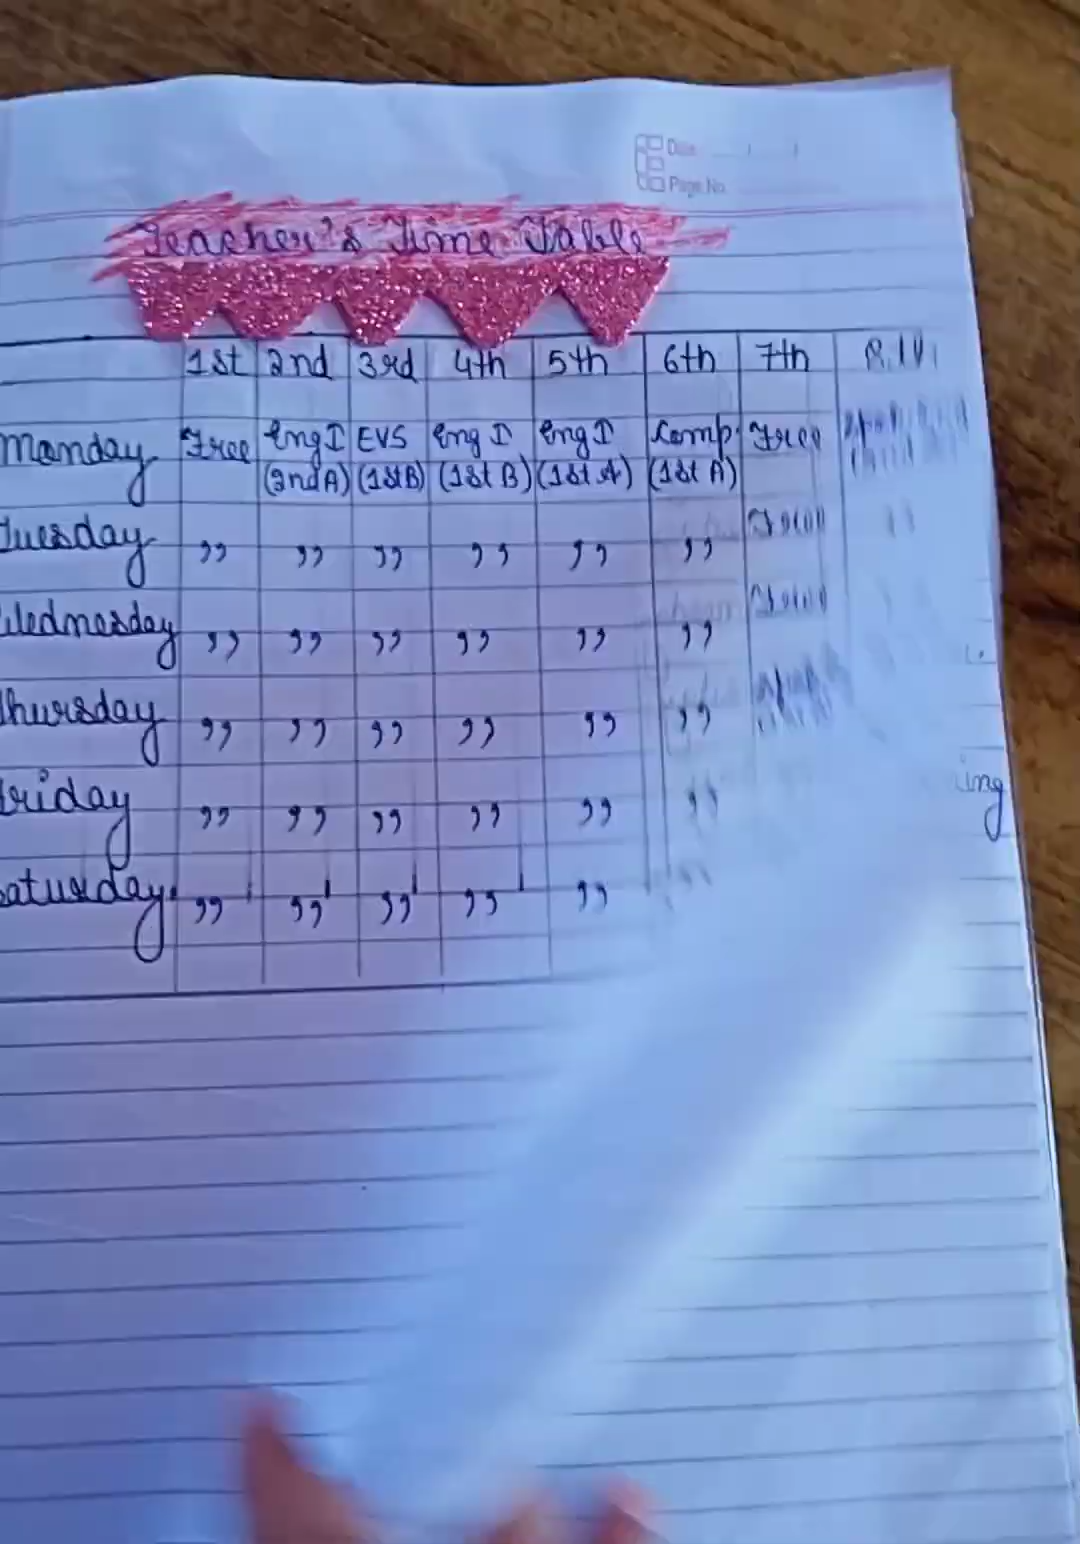 Date
Page No.
Teacher's Time Table
1st 2nd 3rd 4th 5th 6th 7th
Monday Free Eng I EVS Eng I Eng I Comp. Free
(2nd A) (1st B) (1st B) (1st A) (1st A)
Tuesday ,, ,, ,, ,, ,, ,,
Wednesday ,, ,, ,, ,, ,, ,,
Thursday ,, ,, ,, ,, ,, ,,
Friday ,, ,, ,, ,, ,, ,,
ing
Saturday ,, ,, ,, ,, ,,